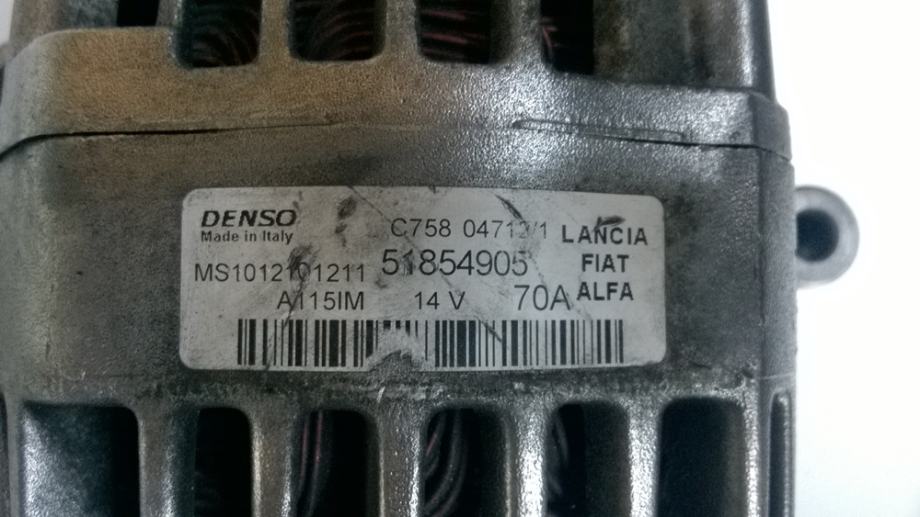 DENSO
Made in Italy
C758 04712/1
MS1012101211
51854905
A115IM 14 V 70A
LANCIA
FIAT
ALFA